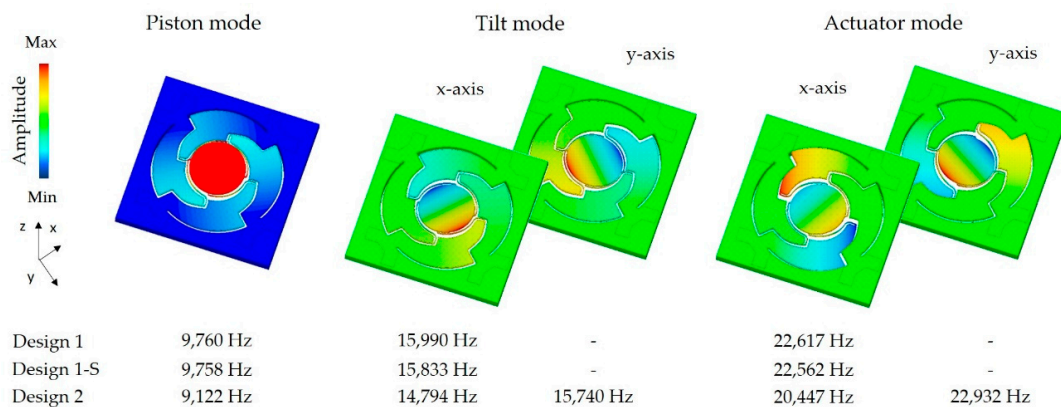 Piston mode Tilt mode Actuator mode
Max
y-axis y-axis
x-axis x-axis
Amplitude
Min
z x
y
Design 1 9,760 Hz 15,990 Hz - 22,617 Hz -
Design 1-S 9,758 Hz 15,833 Hz - 22,562 Hz -
Design 2 9,122 Hz 14,794 Hz 15,740 Hz 20,447 Hz 22,932 Hz